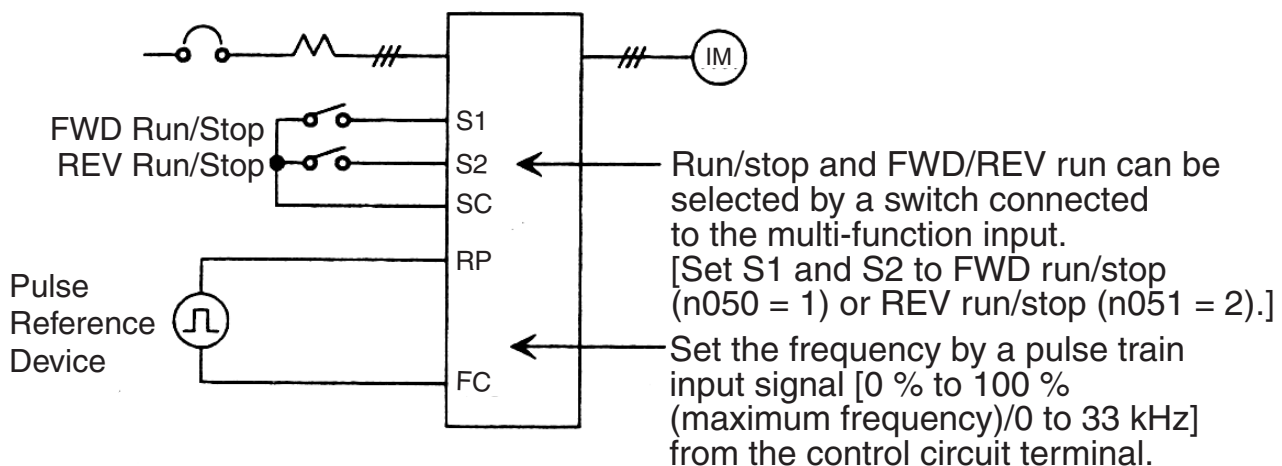 IM
FWD Run/Stop
REV Run/Stop
S1
S2
SC
RP
FC
Run/stop and FWD/REV run can be
selected by a switch connected
to the multi-function input.
[Set S1 and S2 to FWD run/stop
(n050 = 1) or REV run/stop (n051 = 2).]
Pulse
Reference
Device
Set the frequency by a pulse train
input signal [0 % to 100 %
(maximum frequency)/0 to 33 kHz]
from the control circuit terminal.